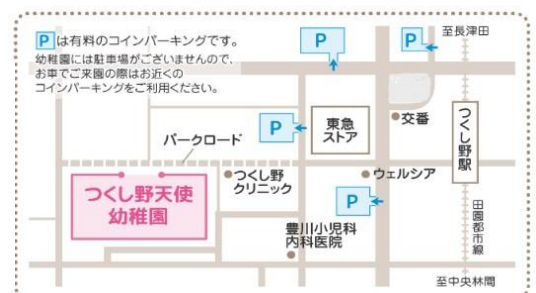 Pは有料のコインパーキングです。
幼稚園には駐車場がございませんので、
お車でご来園の際はお近くの
コインパーキングをご利用ください。
P
P
至長津田
P
東急
ストア
交番
つくし野駅
パークロード
つくし野
クリニック
ウェルシア
つくし野天使
幼稚園
P
豊川小児科
内科医院
田園都市線
至中央林間